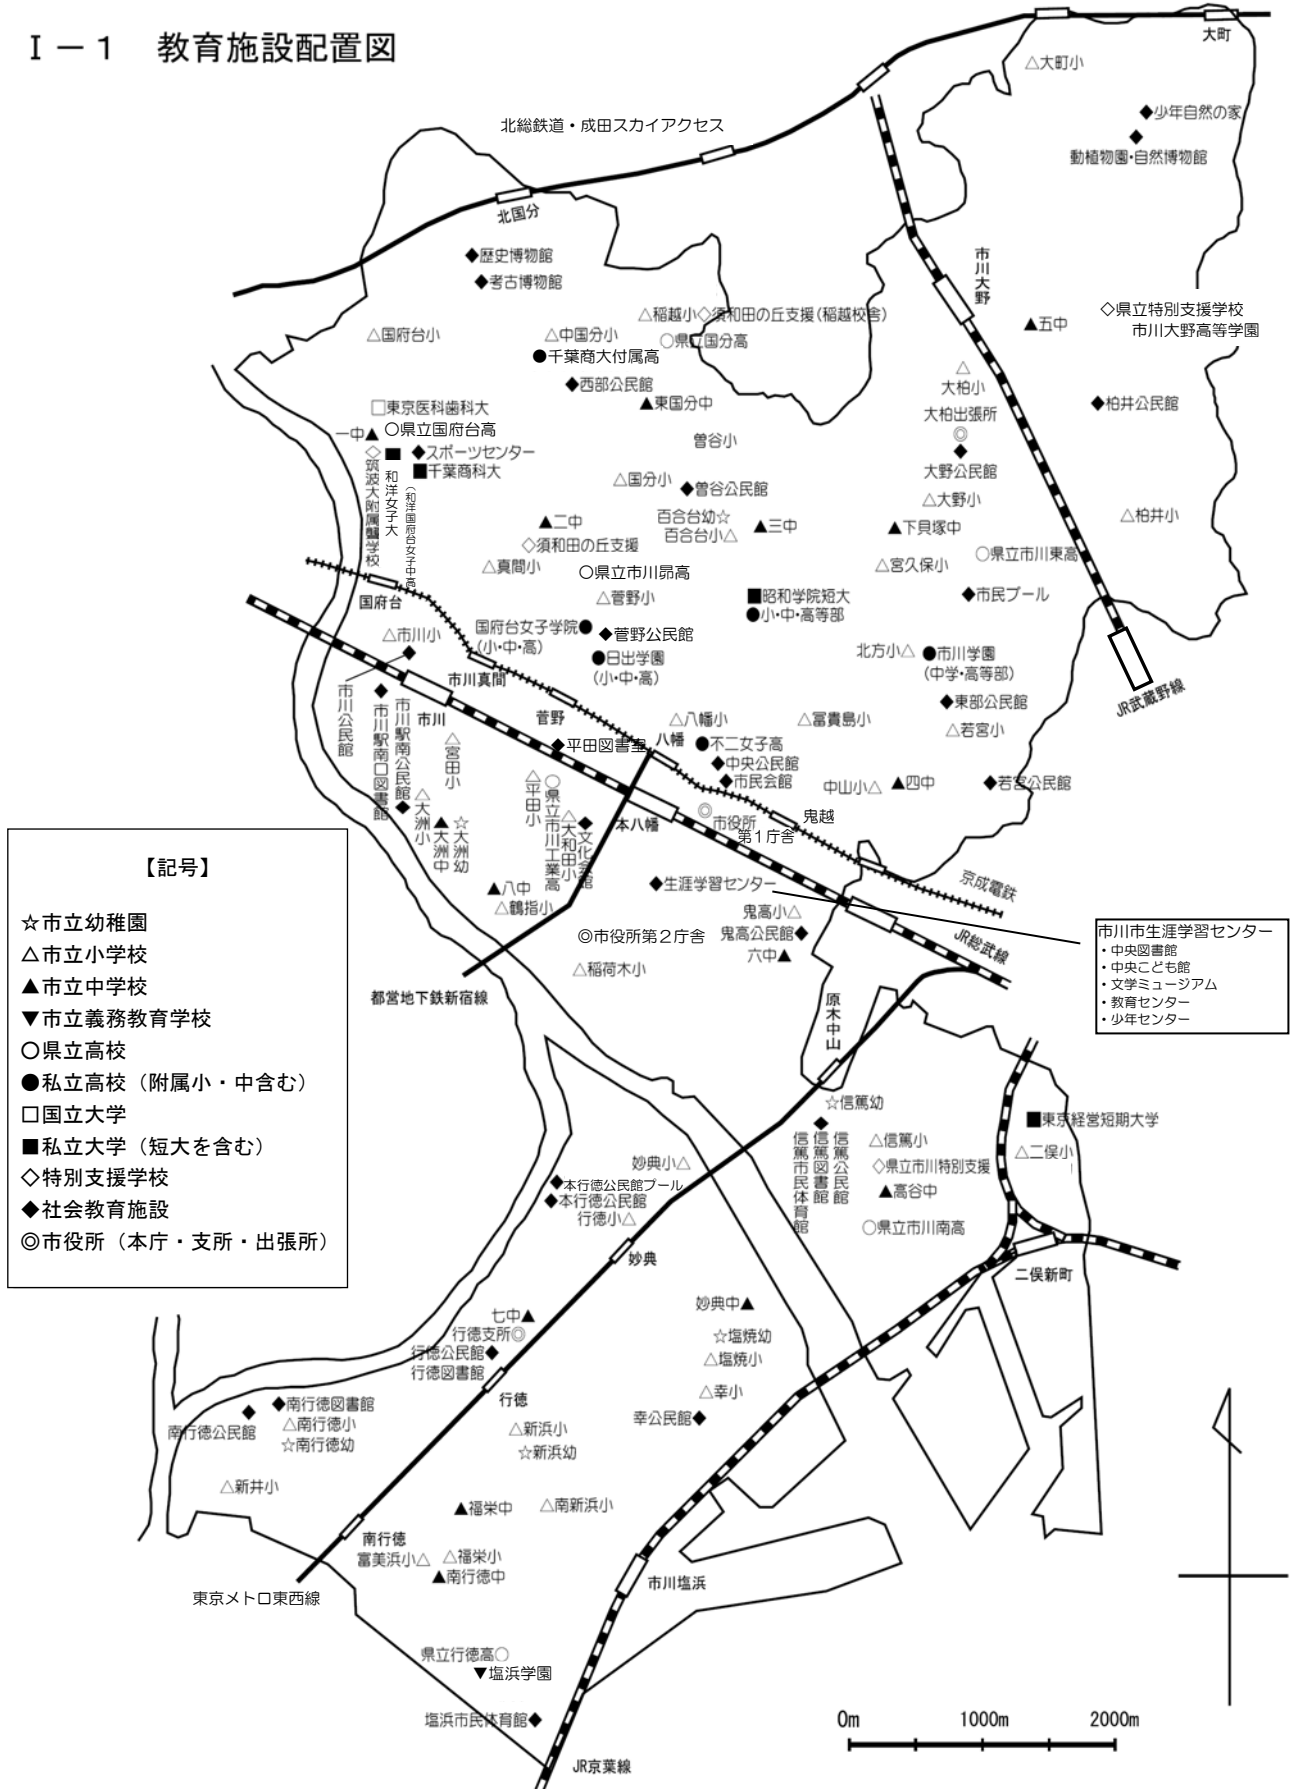 Ⅰ－１　教育施設配置図
大町
△大町小
北総鉄道・成田スカイアクセス
◆少年自然の家
◆
動植物園・自然博物館
北国分
◆歴史博物館
◆考古博物館
市川大野
◇県立特別支援学校
市川大野高等学園
△稲越小◇須和田の丘支援(稲越校舎)
▲五中
△国府台小
△中国分小
○県立国分高
●千葉商大付属高
◆西部公民館
△
大柏小
□東京医科歯科大
▲東国分中
大柏出張所
◎
◆
大野公民館
◆柏井公民館
一中▲
○県立国府台高
曽谷小
◇筑波大附属聾学校
■
和洋女子大
(和洋国府台女子中高)
◆スポーツセンター
■千葉商科大
△国分小
◆曽谷公民館
△大野小
百合台幼☆
百合台小△
▲三中
▲下貝塚中
△柏井小
▲二中
◇須和田の丘支援
△真間小
○県立市川東高
△宮久保小
○県立市川昴高
国府台
△菅野小
■昭和学院短大
●小・中・高等部
◆市民プール
△市川小
◆
市川公民館
国府台女子学院●
(小・中・高)
◆菅野公民館
●日出学園
(小・中・高)
北方小△
●市川学園
(中学・高等部)
市川真間
JR武蔵野線
◆東部公民館
◆
市川駅南口図書館
市川駅南公民館
◆
市川
菅野
△八幡小
△冨貴島小
△若宮小
△宮田小
◆平田図書室
八幡
●不二女子高
◆中央公民館
◆市民会館
中山小△
▲四中
◆若宮公民館
△大洲小
▲大洲中
☆大洲幼
△平田小
○県立市川工業高
△大和田小
◆文化会館
本八幡
◎市役所
第１庁舎
鬼越
▲八中
△鶴指小
◆生涯学習センター
京成電鉄
鬼高小△
鬼高公民館◆
六中▲
◎市役所第２庁舎
△稲荷木小
JR総武線
都営地下鉄新宿線
原木中山
市川市生涯学習センター
・中央図書館
・中央こども館
・文学ミュージアム
・教育センター
・少年センター
【記号】
☆市立幼稚園
△市立小学校
▲市立中学校
▼市立義務教育学校
○県立高校
●私立高校（附属小・中含む）
□国立大学
■私立大学（短大を含む）
◇特別支援学校
◆社会教育施設
◎市役所（本庁・支所・出張所）
☆信篤幼
◆
信篤市民体育館
信篤図書館
信篤公民館
△信篤小
◇県立市川特別支援
▲高谷中
○県立市川南高
■東京経営短期大学
△二俣小
妙典小△
◆本行徳公民館プール
◆本行徳公民館
行徳小△
妙典
二俣新町
七中▲
行徳支所◎
行徳公民館◆
行徳図書館
妙典中▲
☆塩焼幼
△塩焼小
△幸小
幸公民館◆
行徳
◆南行徳図書館
◆
南行徳公民館
△南行徳小
☆南行徳幼
△新浜小
☆新浜幼
△新井小
▲福栄中
△南新浜小
南行徳
富美浜小△
△福栄小
▲南行徳中
市川塩浜
東京メトロ東西線
県立行徳高○
▼塩浜学園
塩浜市民体育館◆
JR京葉線
0m
1000m
2000m